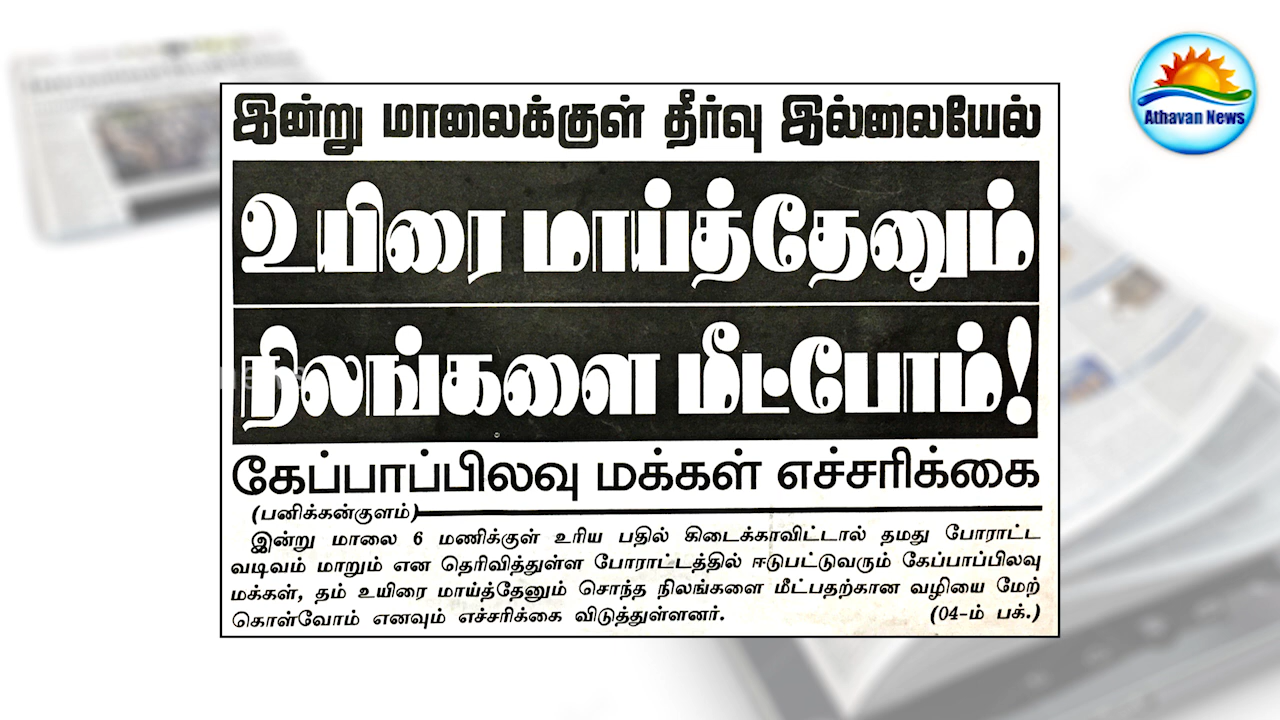 Athavan News
இன்று மாலைக்குள் தீர்வு இல்லையேல்
உயிரை மாய்த்தேனும்
நிலங்களை மீட்போம்!
கேப்பாப்பிலவு மக்கள் எச்சரிக்கை
(பனிக்கன்குளம்)
இன்று மாலை 6 மணிக்குள் உரிய பதில் கிடைக்காவிட்டால் தமது போராட்ட
வடிவம் மாறும் என தெரிவித்துள்ள போராட்டத்தில் ஈடுபட்டுவரும் கேப்பாப்பிலவு
மக்கள், தம் உயிரை மாய்த்தேனும் சொந்த நிலங்களை மீட்பதற்கான வழியை மேற்
கொள்வோம் எனவும் எச்சரிக்கை விடுத்துள்ளனர். (04-ம் பக்.)